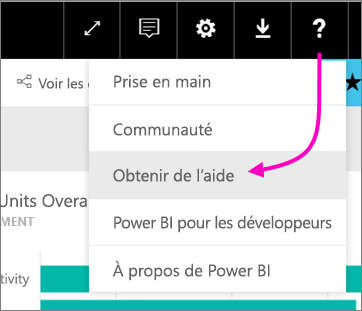 ?
Voir les
Prise en main
Communauté
Obtenir de l'aide
Units Overa
MENT
Power BI pour les développeurs
tivity
À propos de Power BI